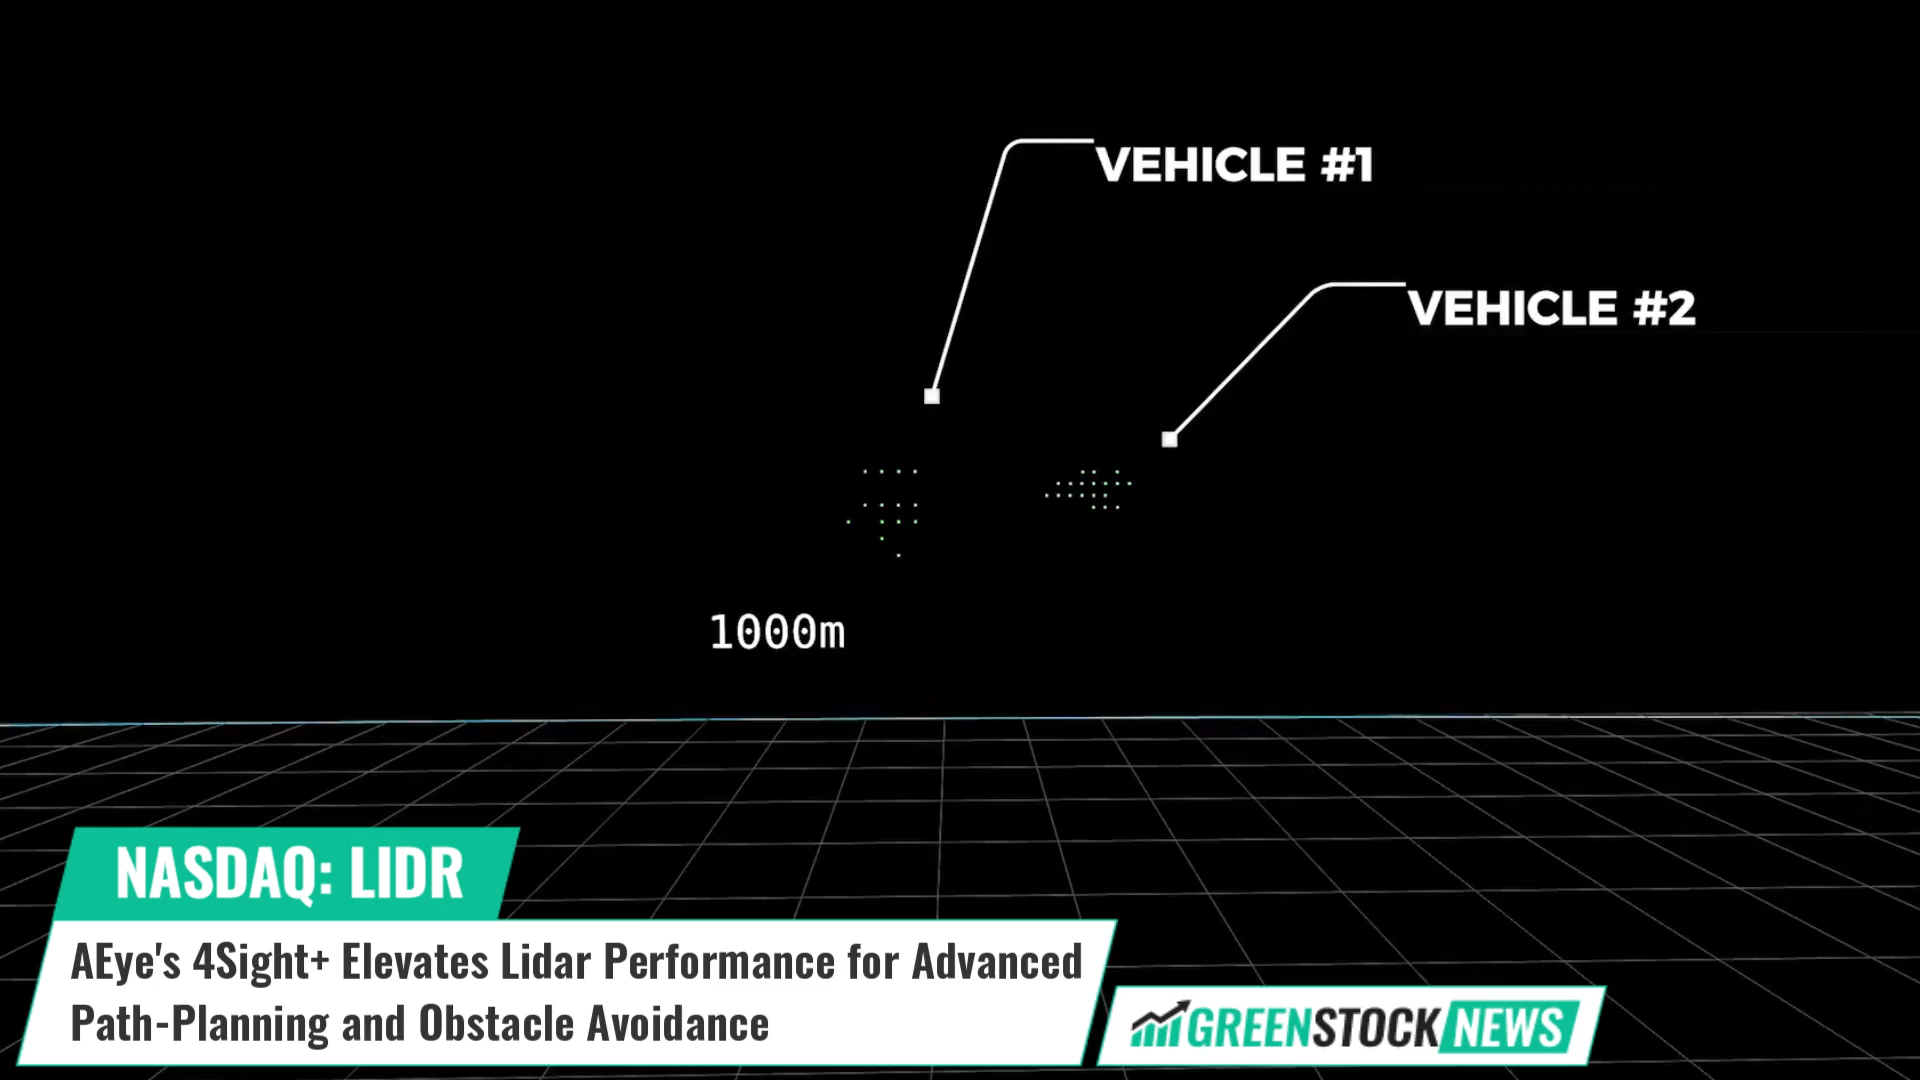 VEHICLE #1
VEHICLE #2
1000m
NASDAQ: LIDR
AEye's 4Sight+ Elevates Lidar Performance for Advanced
Path-Planning and Obstacle Avoidance
GREENSTOCK NEWS